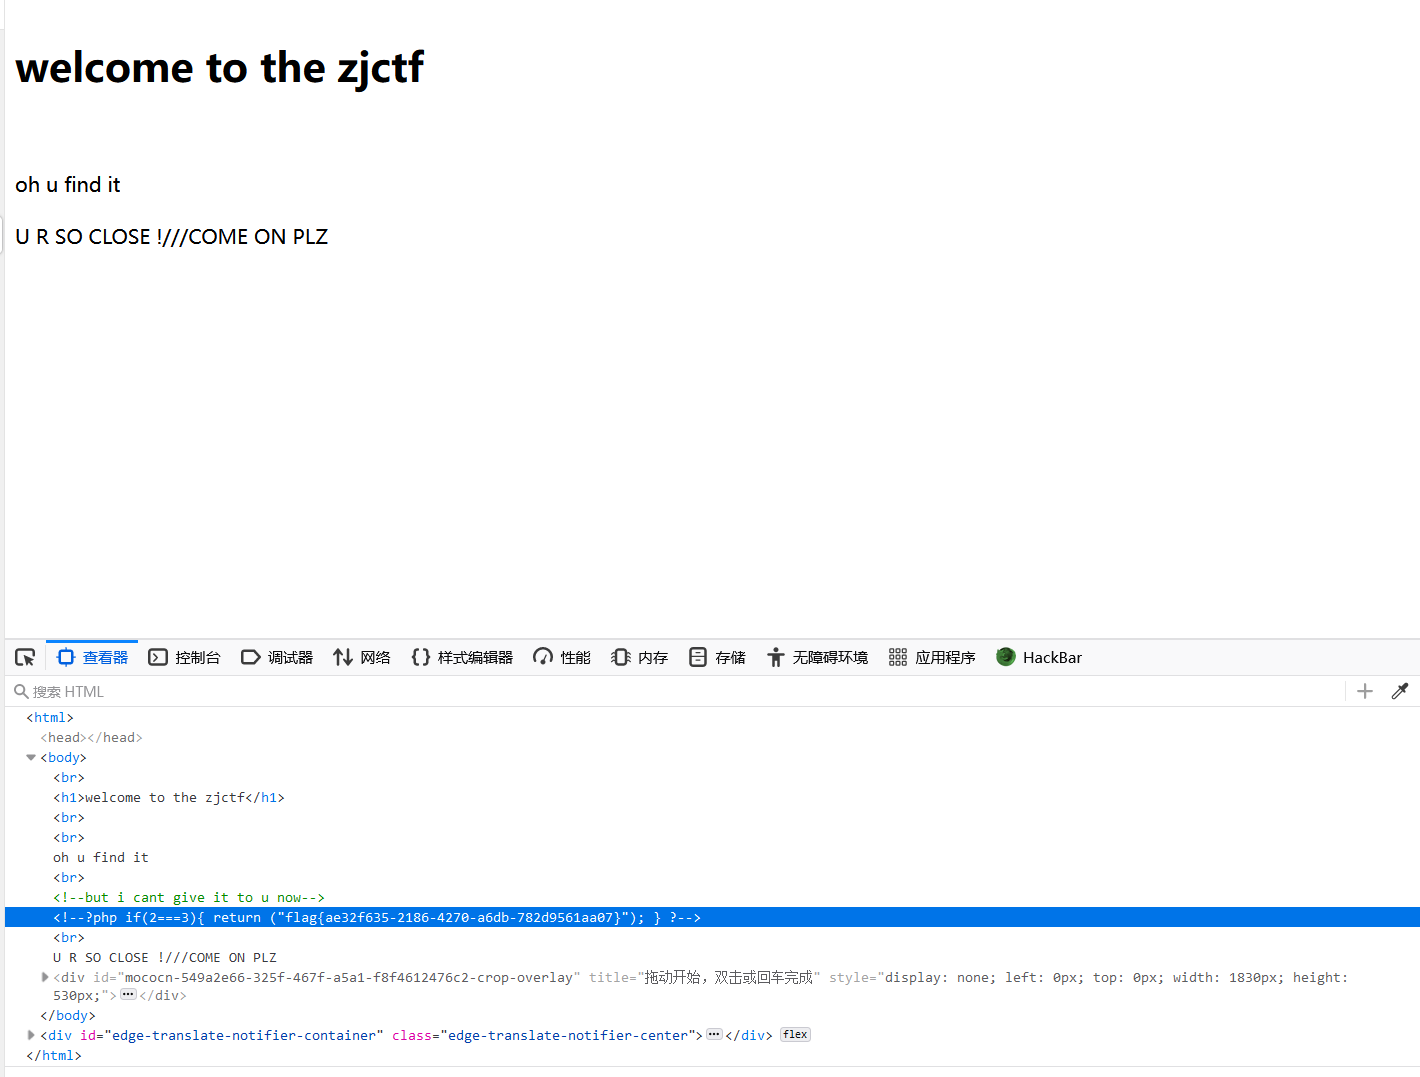 welcome to the zjctf
oh u find it
U R SO CLOSE !///COME ON PLZ
查看器 控制台 调试器 网络 样式编辑器 性能 内存 存储 无障碍环境 应用程序 HackBar
搜索 HTML
<html>
<head></head>
<body>
<br>
<h1>welcome to the zjctf</h1>
<br>
<br>
oh u find it
<br>
<!--but i cant give it to u now-->
<!--?php if(2===3){ return ("flag{ae32f635-2186-4270-a6db-782d9561aa07}"); } ?-->
<br>
U R SO CLOSE !///COME ON PLZ
<div id="mococn-549a2e66-325f-467f-a5a1-f8f4612476c2-crop-overlay" title="拖动开始，双击或回车完成" style="display: none; left: 0px; top: 0px; width: 1830px; height:
530px;">…</div>
</body>
<div id="edge-translate-notifier-container" class="edge-translate-notifier-center">…</div> flex
</html>